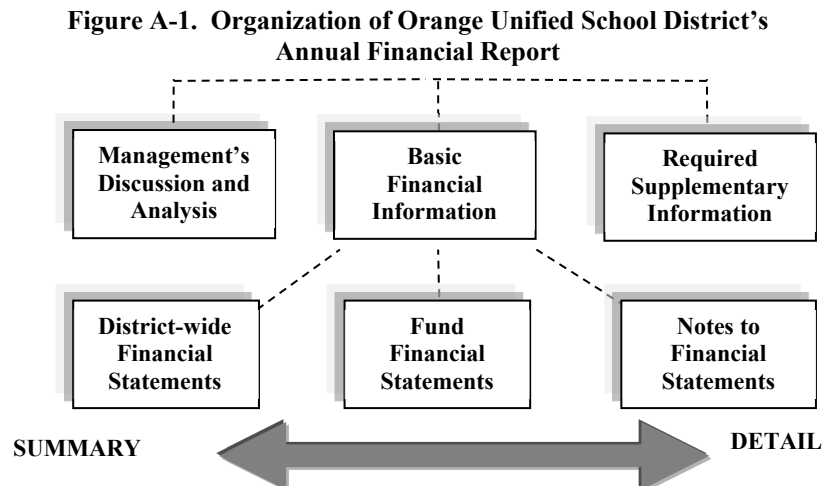 Figure A-1.  Organization of Orange Unified School District’s
Annual Financial Report
Management’s
Discussion and
Analysis
Basic
Financial
Information
Required
Supplementary
Information
District-wide
Financial
Statements
Fund
Financial
Statements
Notes to
Financial
Statements
SUMMARY
DETAIL